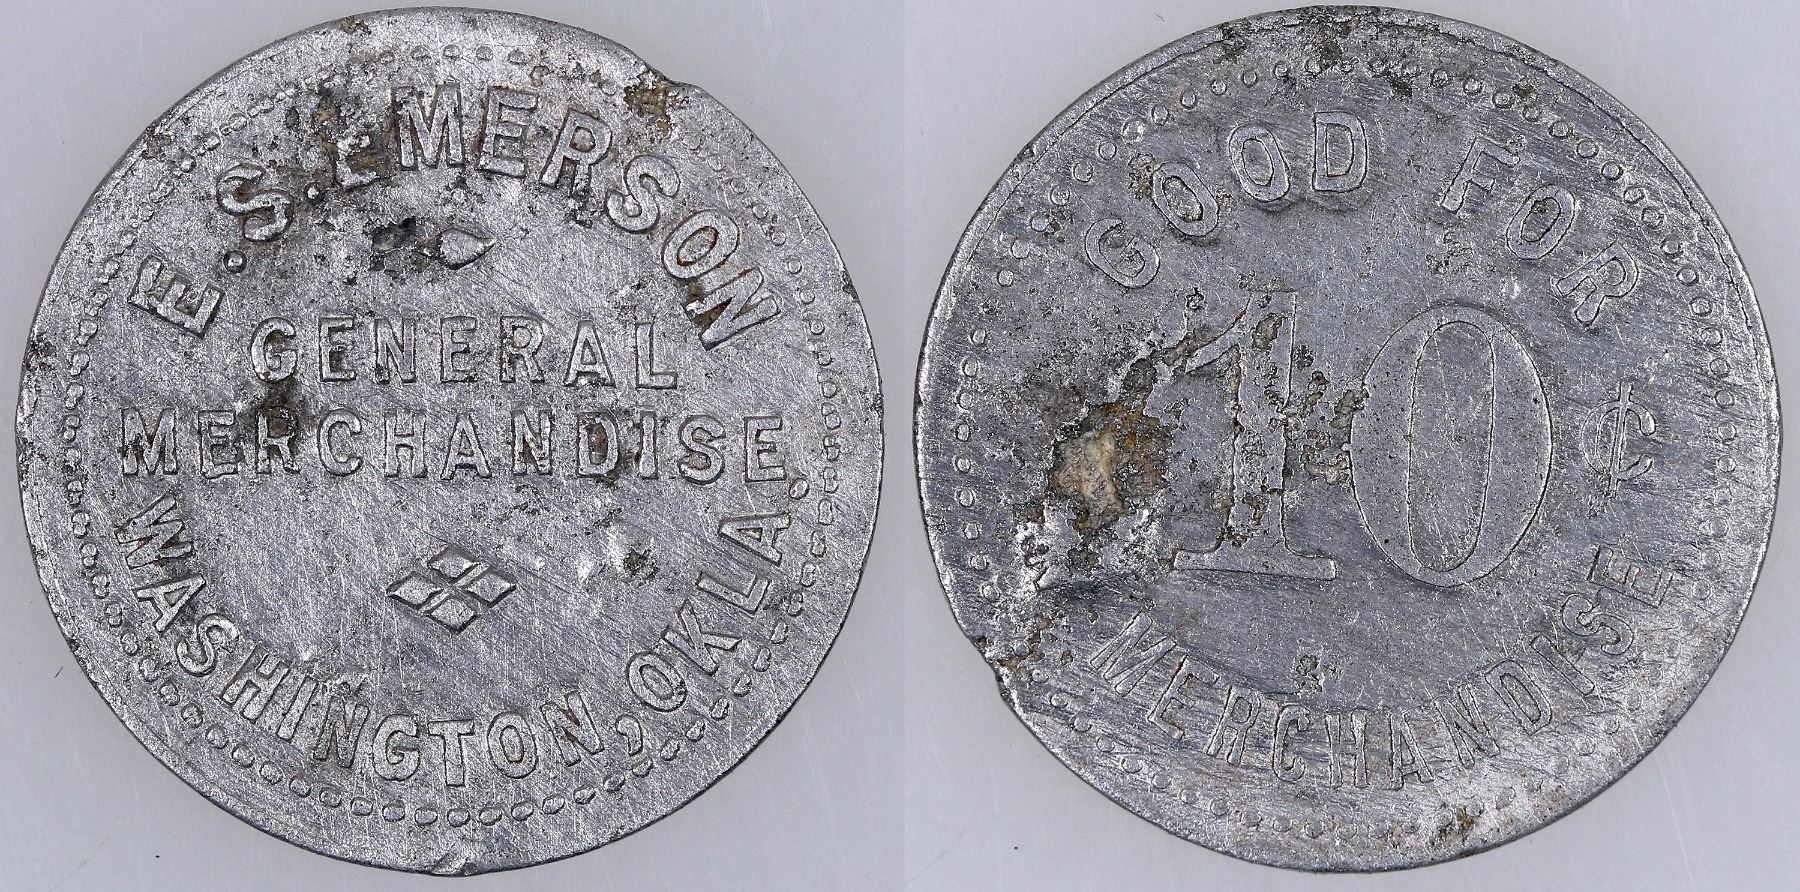 E. S. EMERSON
GENERAL
MERCHANDISE
WASHINGTON, OKLA.
GOOD FOR
10¢
MERCHANDISE